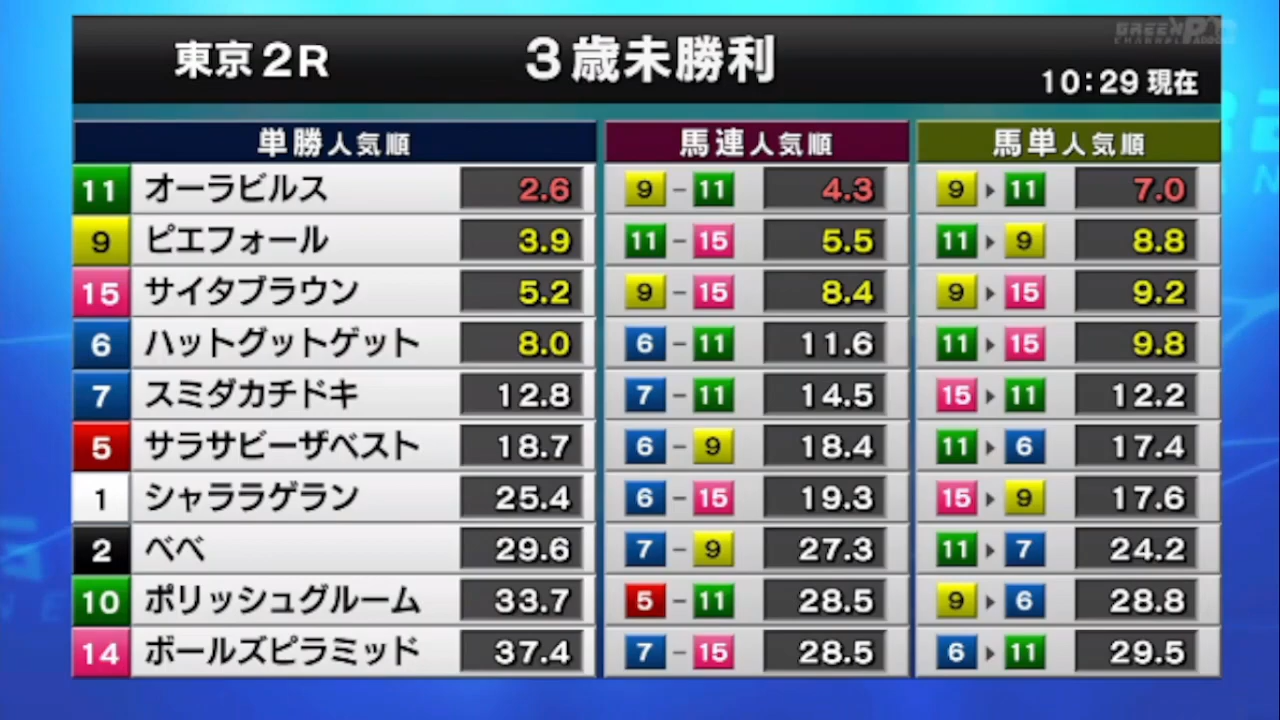 GREEN CHANNEL PADDOCK
東京2R 3歳未勝利 10:29現在
単勝人気順 馬連人気順 馬単人気順
11 オーラビルス 2.6 9-11 4.3 9▶11 7.0
9 ピエフォール 3.9 11-15 5.5 11▶9 8.8
15 サイタブラウン 5.2 9-15 8.4 9▶15 9.2
6 ハットグットゲット 8.0 6-11 11.6 11▶15 9.8
7 スミダカチドキ 12.8 7-11 14.5 15▶11 12.2
5 サラサビーザベスト 18.7 6-9 18.4 11▶6 17.4
1 シャララゲラン 25.4 6-15 19.3 15▶9 17.6
2 ベベ 29.6 7-9 27.3 11▶7 24.2
10 ポリッシュグルーム 33.7 5-11 28.5 9▶6 28.8
14 ボールズピラミッド 37.4 7-15 28.5 6▶11 29.5